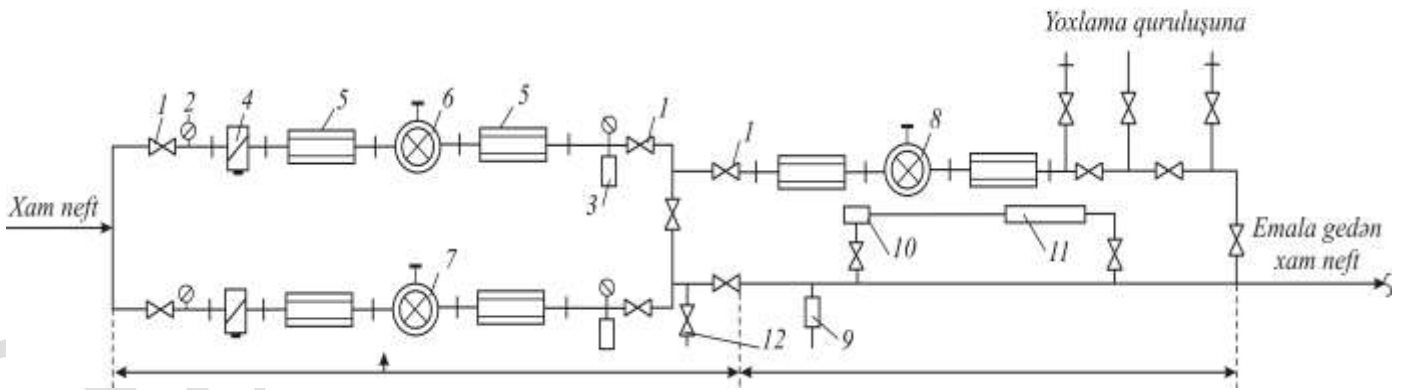 Yoxlama quruluşuna
1 2 4 5 6 5 1 1 8
3
Xam neft
10 11
Emala gedən
xam neft
7
12 9